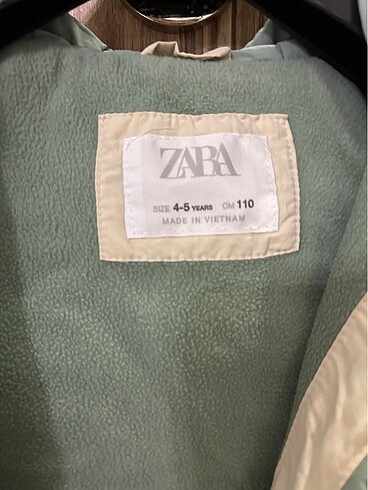 ZARA
SIZE 4-5 YEARS CM 110
MADE IN VIETNAM